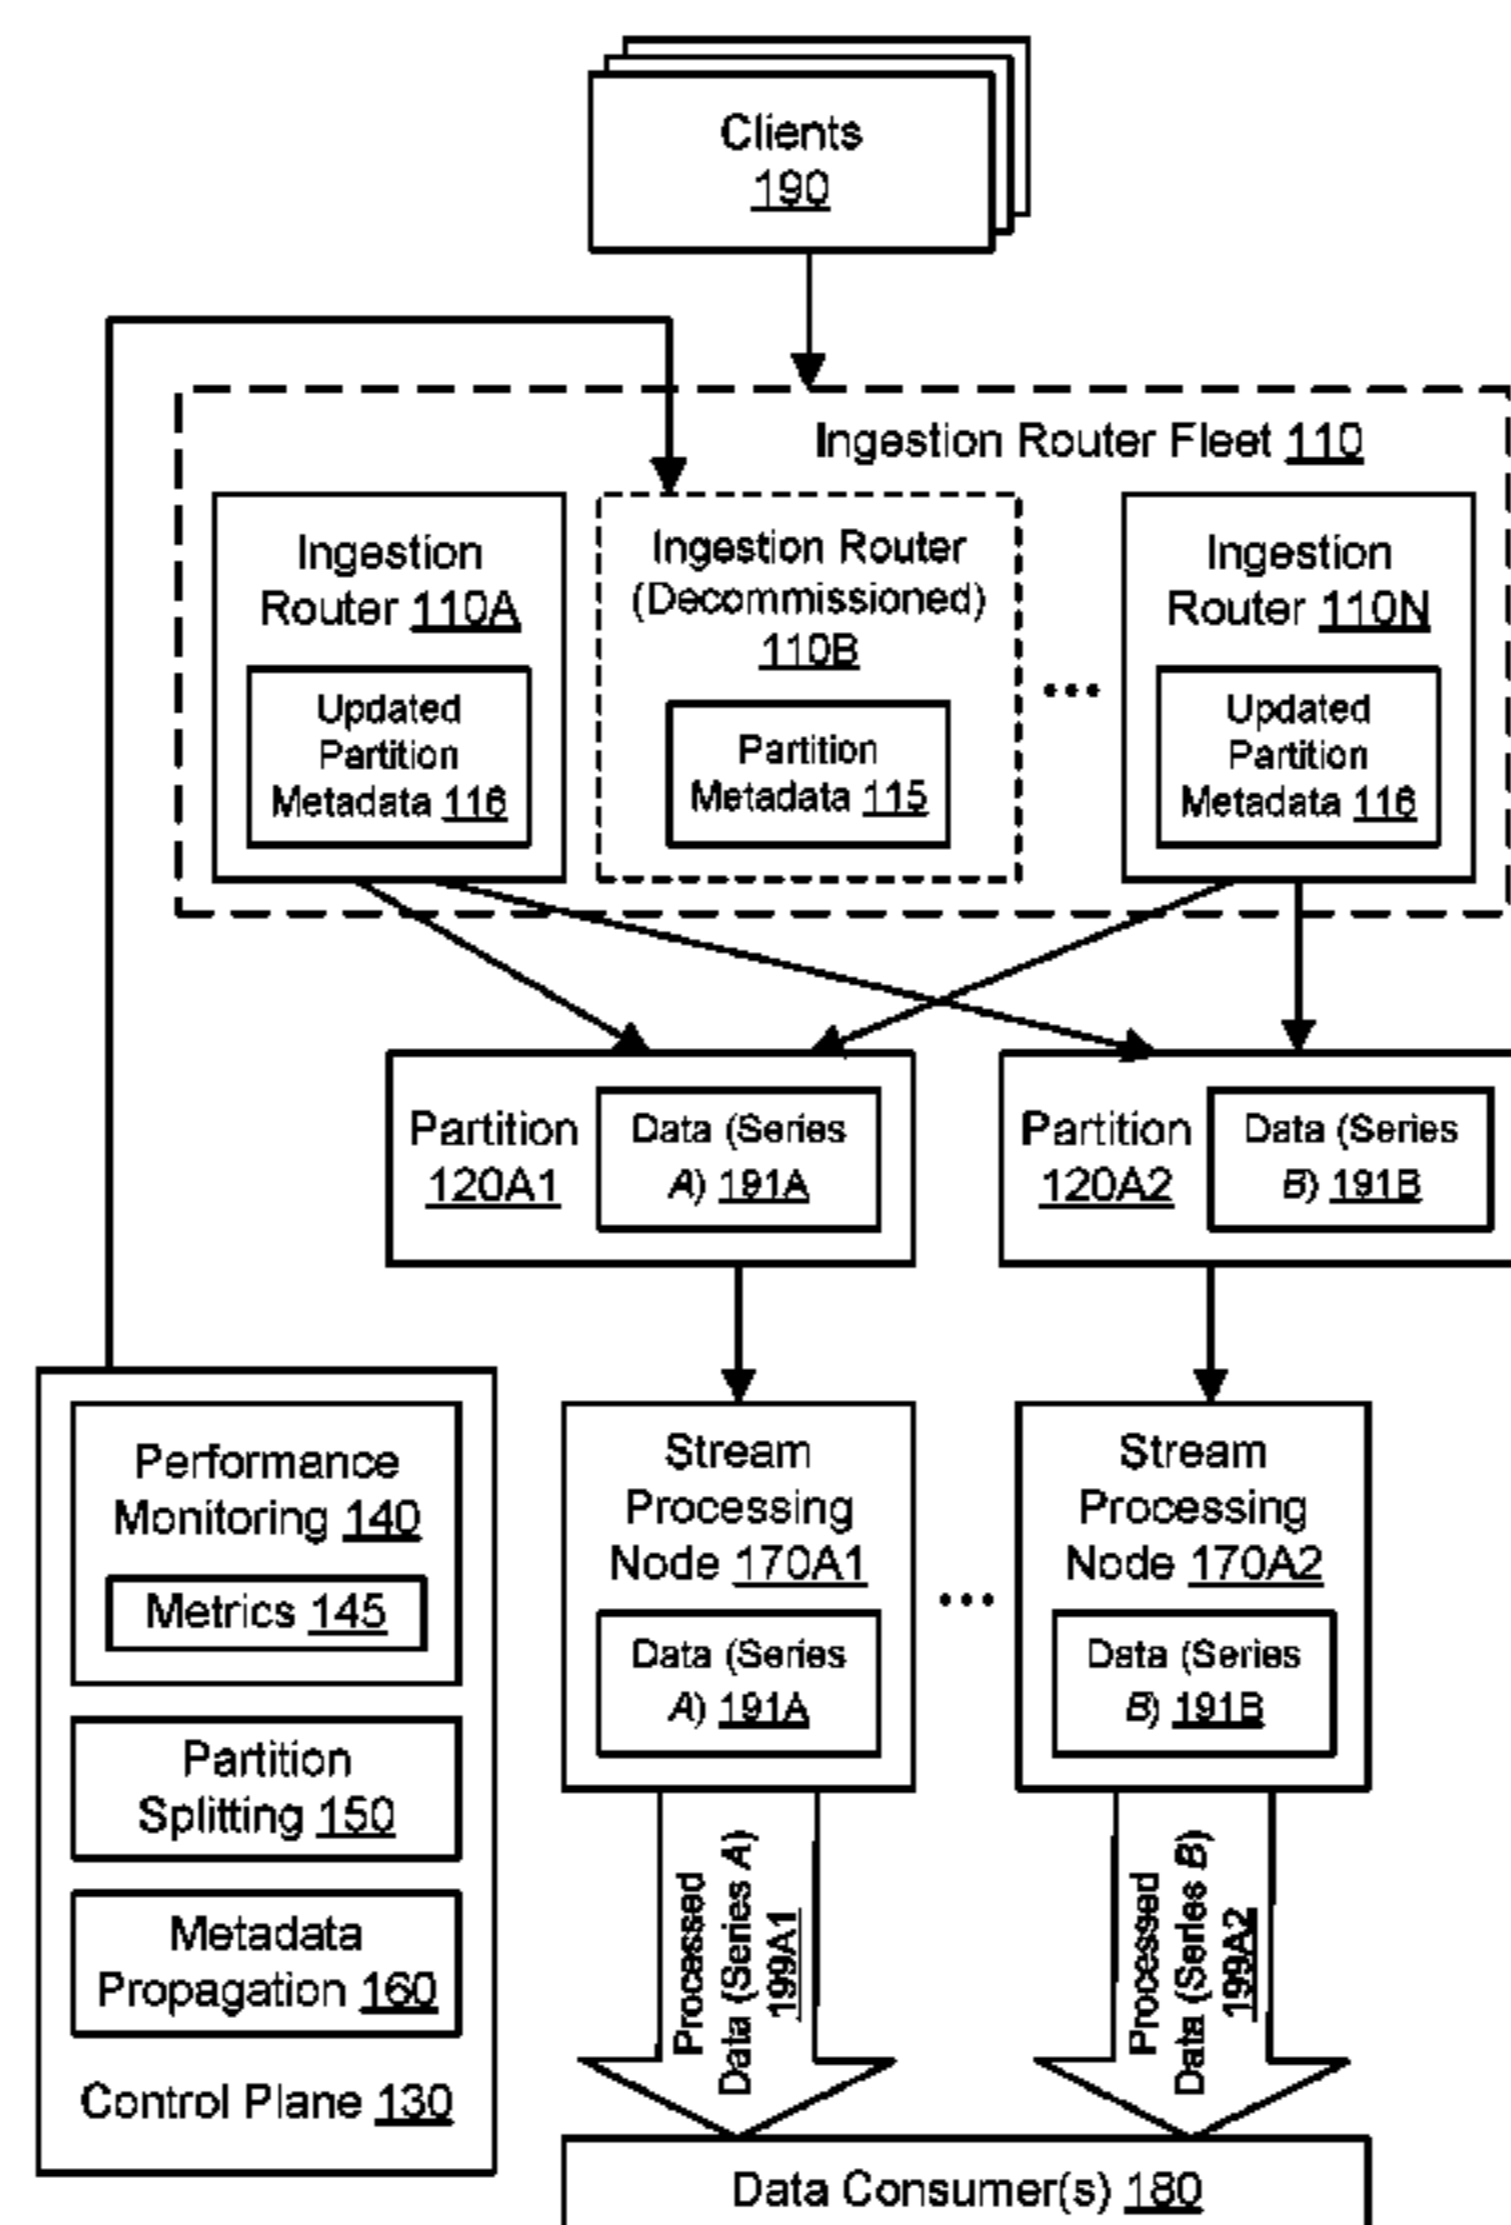 Clients
190
Ingestion Router Fleet 110
Ingestion
Router 110A
Updated
Partition
Metadata 116
Ingestion Router
(Decommissioned)
110B
Partition
Metadata 115
...
Ingestion
Router 110N
Updated
Partition
Metadata 116
Partition
120A1
Data (Series
A) 191A
Partition
120A2
Data (Series
B) 191B
Performance
Monitoring 140
Metrics 145
Partition
Splitting 150
Metadata
Propagation 160
Control Plane 130
Stream
Processing
Node 170A1
Data (Series
A) 191A
...
Stream
Processing
Node 170A2
Data (Series
B) 191B
Processed
Data (Series A)
199A1
Processed
Data (Series B)
199A2
Data Consumer(s) 180